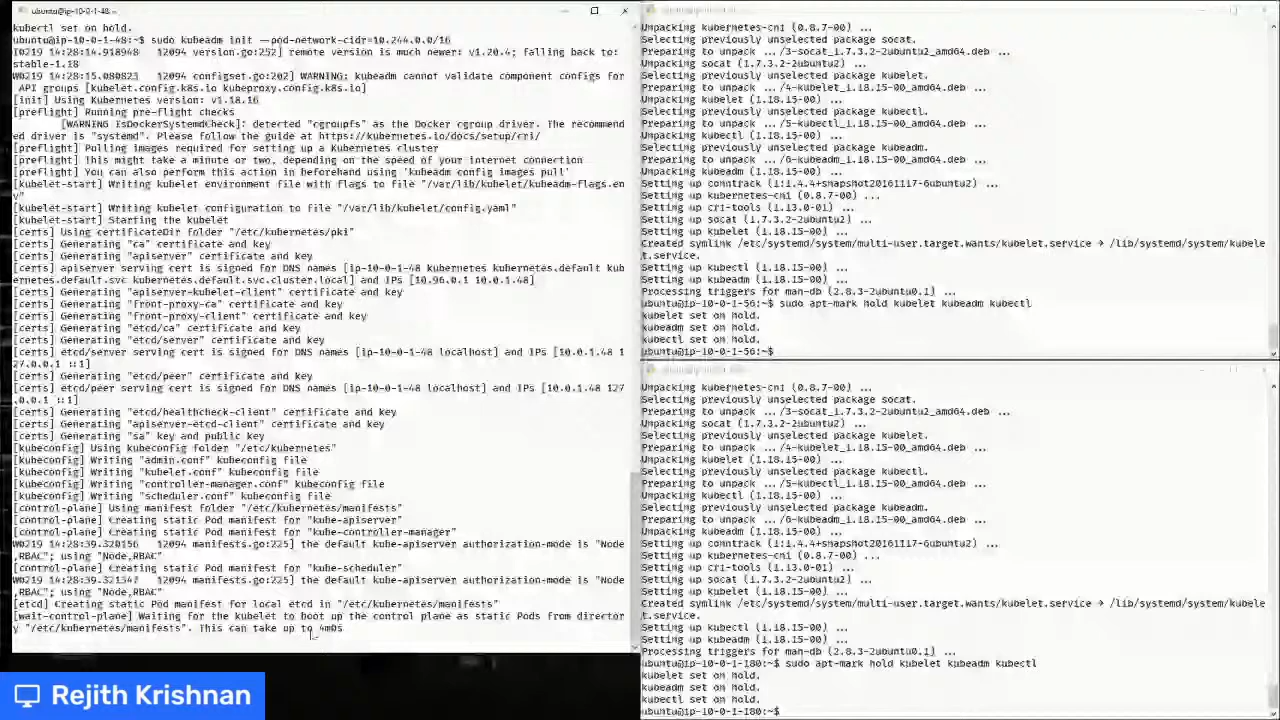 ubuntu@ip-10-0-1-48: ~
kubectl set on hold.
ubuntu@ip-10-0-1-48:~$ sudo kubeadm init --pod-network-cidr=10.244.0.0/16
W0219 14:28:14.918948   12094 version.go:252] remote version is much newer: v1.20.4; falling back to:
stable-1.18
W0219 14:28:15.080823   12094 configset.go:202] WARNING: kubeadm cannot validate component configs for
 API groups [kubelet.config.k8s.io kubeproxy.config.k8s.io]
[init] Using Kubernetes version: v1.18.16
[preflight] Running pre-flight checks
[WARNING IsDockerSystemdCheck]: detected "cgroupfs" as the Docker cgroup driver. The recommend
ed driver is "systemd". Please follow the guide at https://kubernetes.io/docs/setup/cri/
[preflight] Pulling images required for setting up a Kubernetes cluster
[preflight] This might take a minute or two, depending on the speed of your internet connection
[preflight] You can also perform this action in beforehand using 'kubeadm config images pull'
[kubelet-start] Writing kubelet environment file with flags to file "/var/lib/kubelet/kubeadm-flags.en
v"
[kubelet-start] Writing kubelet configuration to file "/var/lib/kubelet/config.yaml"
[kubelet-start] Starting the kubelet
[certs] Using certificateDir folder "/etc/kubernetes/pki"
[certs] Generating "ca" certificate and key
[certs] Generating "apiserver" certificate and key
[certs] apiserver serving cert is signed for DNS names [ip-10-0-1-48 kubernetes kubernetes.default kub
ernetes.default.svc kubernetes.default.svc.cluster.local] and IPs [10.96.0.1 10.0.1.48]
[certs] Generating "apiserver-kubelet-client" certificate and key
[certs] Generating "front-proxy-ca" certificate and key
[certs] Generating "front-proxy-client" certificate and key
[certs] Generating "etcd/ca" certificate and key
[certs] Generating "etcd/server" certificate and key
[certs] etcd/server serving cert is signed for DNS names [ip-10-0-1-48 localhost] and IPs [10.0.1.48 1
27.0.0.1 ::1]
[certs] Generating "etcd/peer" certificate and key
[certs] etcd/peer serving cert is signed for DNS names [ip-10-0-1-48 localhost] and IPs [10.0.1.48 127
.0.0.1 ::1]
[certs] Generating "etcd/healthcheck-client" certificate and key
[certs] Generating "apiserver-etcd-client" certificate and key
[certs] Generating "sa" key and public key
[kubeconfig] Using kubeconfig folder "/etc/kubernetes"
[kubeconfig] Writing "admin.conf" kubeconfig file
[kubeconfig] Writing "kubelet.conf" kubeconfig file
[kubeconfig] Writing "controller-manager.conf" kubeconfig file
[kubeconfig] Writing "scheduler.conf" kubeconfig file
[control-plane] Using manifest folder "/etc/kubernetes/manifests"
[control-plane] Creating static Pod manifest for "kube-apiserver"
[control-plane] Creating static Pod manifest for "kube-controller-manager"
W0219 14:28:39.320156   12094 manifests.go:225] the default kube-apiserver authorization-mode is "Node
,RBAC"; using "Node,RBAC"
[control-plane] Creating static Pod manifest for "kube-scheduler"
W0219 14:28:39.321347   12094 manifests.go:225] the default kube-apiserver authorization-mode is "Node
,RBAC"; using "Node,RBAC"
[etcd] Creating static Pod manifest for local etcd in "/etc/kubernetes/manifests"
[wait-control-plane] Waiting for the kubelet to boot up the control plane as static Pods from director
y "/etc/kubernetes/manifests". This can take up to 4m0s
Unpacking kubernetes-cni (0.8.7-00) ...
Selecting previously unselected package socat.
Preparing to unpack .../3-socat_1.7.3.2-2ubuntu2_amd64.deb ...
Unpacking socat (1.7.3.2-2ubuntu2) ...
Selecting previously unselected package kubelet.
Preparing to unpack .../4-kubelet_1.18.15-00_amd64.deb ...
Unpacking kubelet (1.18.15-00) ...
Selecting previously unselected package kubectl.
Preparing to unpack .../5-kubectl_1.18.15-00_amd64.deb ...
Unpacking kubectl (1.18.15-00) ...
Selecting previously unselected package kubeadm.
Preparing to unpack .../6-kubeadm_1.18.15-00_amd64.deb ...
Unpacking kubeadm (1.18.15-00) ...
Setting up conntrack (1:1.4.4+snapshot20161117-6ubuntu2) ...
Setting up kubernetes-cni (0.8.7-00) ...
Setting up cri-tools (1.13.0-01) ...
Setting up socat (1.7.3.2-2ubuntu2) ...
Setting up kubelet (1.18.15-00) ...
Created symlink /etc/systemd/system/multi-user.target.wants/kubelet.service → /lib/systemd/system/kubele
t.service.
Setting up kubectl (1.18.15-00) ...
Setting up kubeadm (1.18.15-00) ...
Processing triggers for man-db (2.8.3-2ubuntu0.1) ...
ubuntu@ip-10-0-1-56:~$ sudo apt-mark hold kubelet kubeadm kubectl
kubelet set on hold.
kubeadm set on hold.
kubectl set on hold.
ubuntu@ip-10-0-1-56:~$
Unpacking kubernetes-cni (0.8.7-00) ...
Selecting previously unselected package socat.
Preparing to unpack .../3-socat_1.7.3.2-2ubuntu2_amd64.deb ...
Unpacking socat (1.7.3.2-2ubuntu2) ...
Selecting previously unselected package kubelet.
Preparing to unpack .../4-kubelet_1.18.15-00_amd64.deb ...
Unpacking kubelet (1.18.15-00) ...
Selecting previously unselected package kubectl.
Preparing to unpack .../5-kubectl_1.18.15-00_amd64.deb ...
Unpacking kubectl (1.18.15-00) ...
Selecting previously unselected package kubeadm.
Preparing to unpack .../6-kubeadm_1.18.15-00_amd64.deb ...
Unpacking kubeadm (1.18.15-00) ...
Setting up conntrack (1:1.4.4+snapshot20161117-6ubuntu2) ...
Setting up kubernetes-cni (0.8.7-00) ...
Setting up cri-tools (1.13.0-01) ...
Setting up socat (1.7.3.2-2ubuntu2) ...
Setting up kubelet (1.18.15-00) ...
Created symlink /etc/systemd/system/multi-user.target.wants/kubelet.service → /lib/systemd/system/kubele
t.service.
Setting up kubectl (1.18.15-00) ...
Setting up kubeadm (1.18.15-00) ...
Processing triggers for man-db (2.8.3-2ubuntu0.1) ...
ubuntu@ip-10-0-1-180:~$ sudo apt-mark hold kubelet kubeadm kubectl
kubelet set on hold.
kubeadm set on hold.
kubectl set on hold.
ubuntu@ip-10-0-1-180:~$
Rejith Krishnan